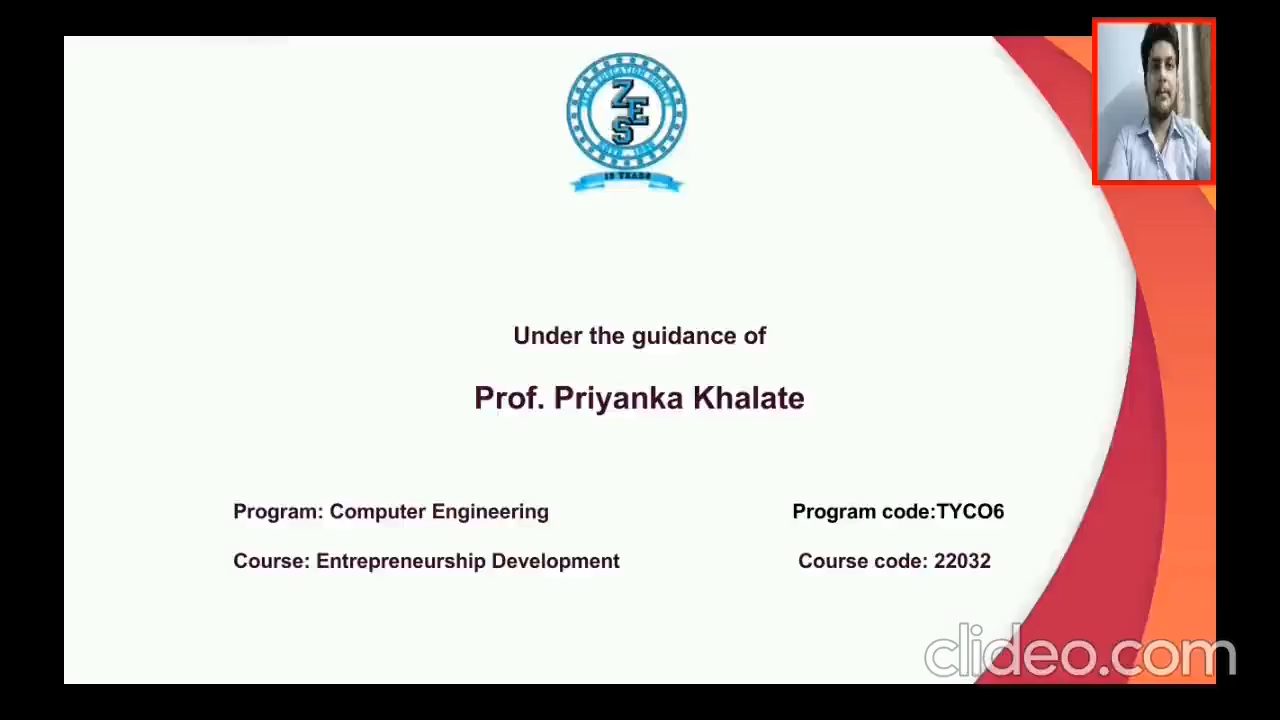 ZES
Under the guidance of
Prof. Priyanka Khalate
Program: Computer Engineering
Program code:TYCO6
Course: Entrepreneurship Development
Course code: 22032
clideo.com